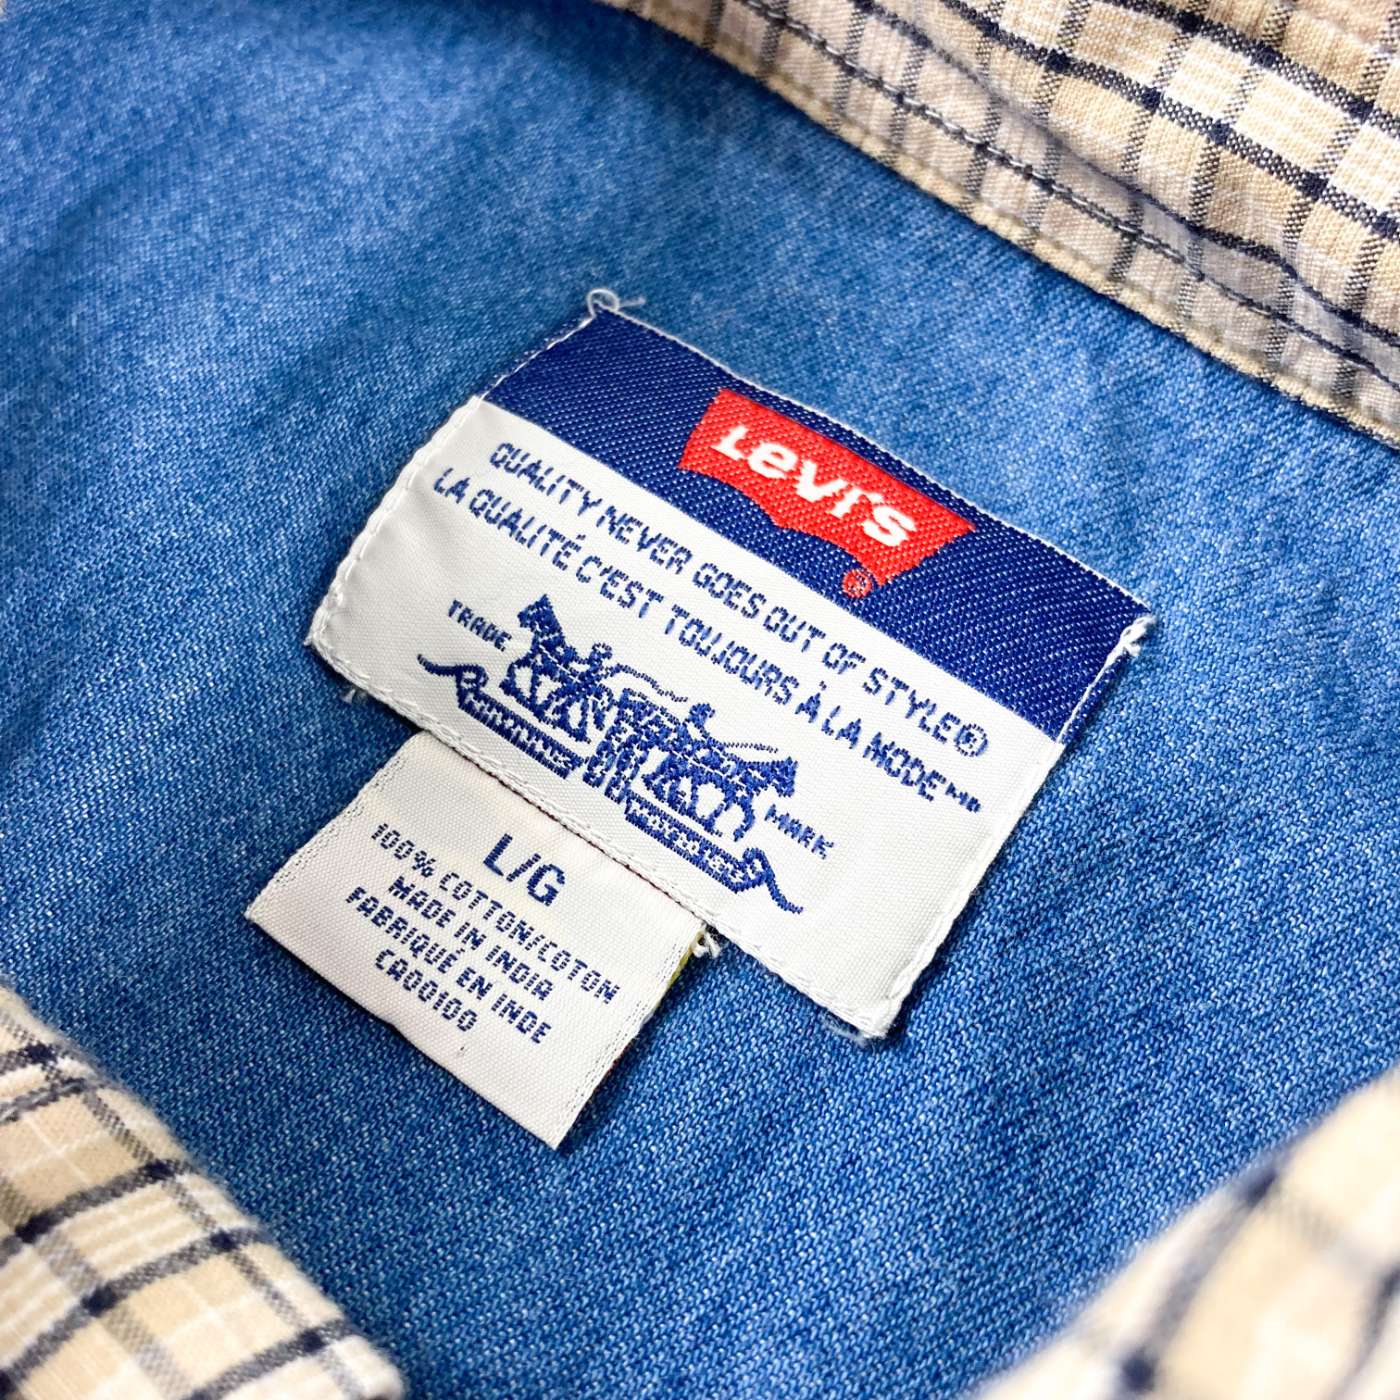 Levi's®
QUALITY NEVER GOES OUT OF STYLE®
LA QUALITÉ C'EST TOUJOURS À LA MODE™
TRADE MARK
L/G
100% COTTON/COTON
MADE IN INDIA
FABRIQUÉ EN INDE
CA00100